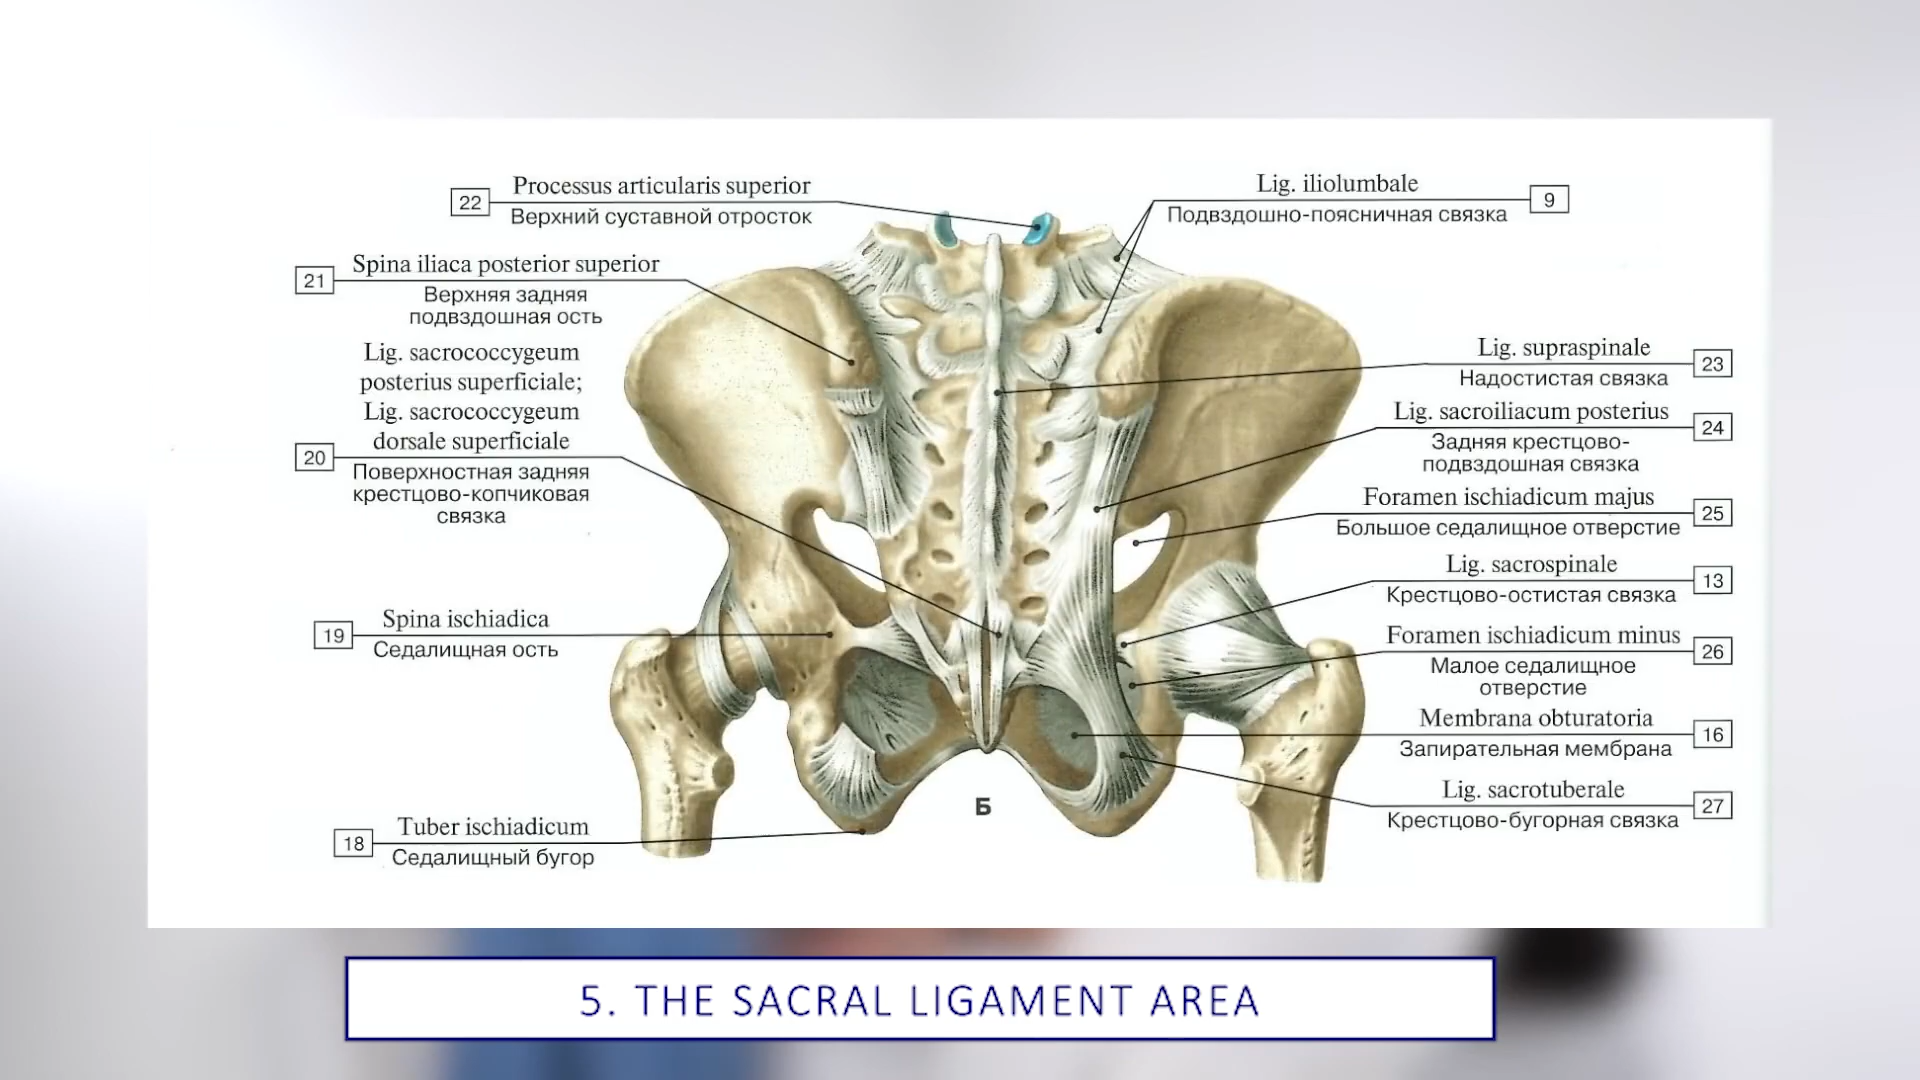 22
Processus articularis superior
Верхний суставной отросток
21
Spina iliaca posterior superior
Верхняя задняя
подвздошная ость
Lig. sacrococcygeum
posterius superficiale;
Lig. sacrococcygeum
dorsale superficiale
20
Поверхностная задняя
крестцово-копчиковая
связка
19
Spina ischiadica
Седалищная ость
18
Tuber ischiadicum
Седалищный бугор
Lig. iliolumbale
9
Подвздошно-поясничная связка
Lig. supraspinale
23
Надостистая связка
Lig. sacroiliacum posterius
24
Задняя крестцово-
подвздошная связка
Foramen ischiadicum majus
25
Большое седалищное отверстие
Lig. sacrospinale
13
Крестцово-остистая связка
Foramen ischiadicum minus
26
Малое седалищное
отверстие
Membrana obturatoria
16
Запирательная мембрана
Lig. sacrotuberale
27
Крестцово-бугорная связка
Б
5. THE SACRAL LIGAMENT AREA